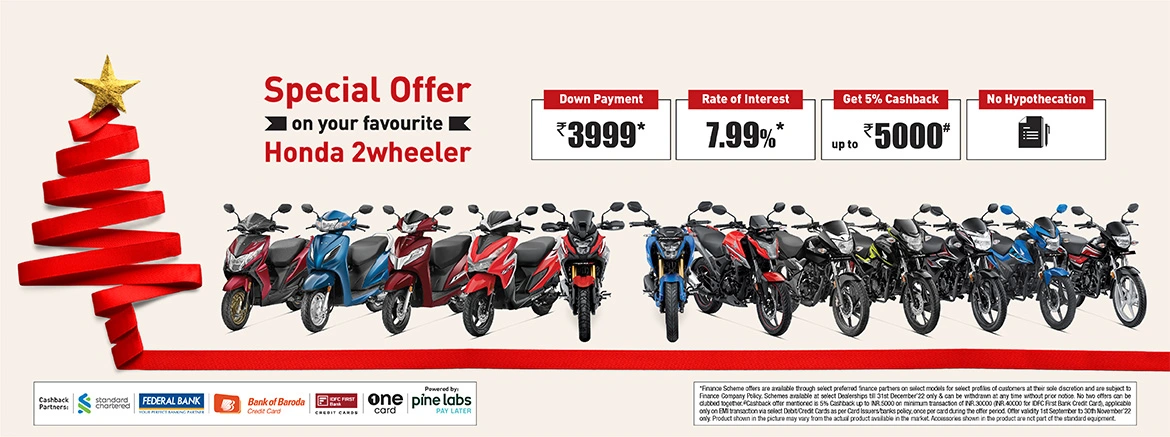 Special Offer
on your favourite
Honda 2wheeler
Down Payment
₹3999*
Rate of Interest
7.99%*
Get 5% Cashback
up to ₹5000#
No Hypothecation
Cashback
Partners:
standard
chartered
FEDERAL BANK
YOUR PERFECT BANKING PARTNER
Bank of Baroda
Credit Card
IDFC FIRST
Bank
CREDIT CARDS
one
card
Powered by:
pine labs
PAY LATER
*Finance Scheme offers are available through select preferred finance partners on select models for select profiles of customers at their sole discretion and are subject to
Finance Company Policy. Schemes available at select Dealerships till 31st December'22 only & can be withdrawn at any time without prior notice. No two offers can be
clubbed together.#Cashback offer mentioned is 5% Cashback up to INR.5000 on minimum transaction of INR.30000 (INR.40000 for IDFC First Bank Credit Card), applicable
only on EMI transaction via select Debit/Credit Cards as per Card Issuers/banks policy, once per card during the offer period. Offer validity 1st September to 30th November'22
only. Product shown in the picture may vary from the actual product available in the market. Accessories shown in the product are not part of the standard equipment.